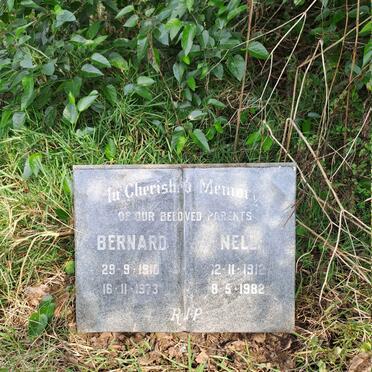 In Cherished Memory
OF OUR BELOVED PARENTS
BERNARD NELL
29·9·1910 12·11·1912
16·11·1973 8·5·1982
R·I·P